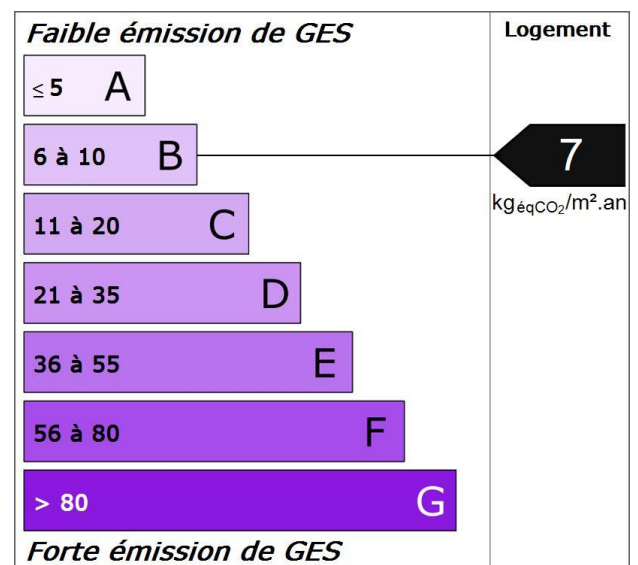 Faible émission de GES
Logement
≤ 5 A
6 à 10 B
7
kgéqCO₂/m².an
11 à 20 C
21 à 35 D
36 à 55 E
56 à 80 F
> 80 G
Forte émission de GES